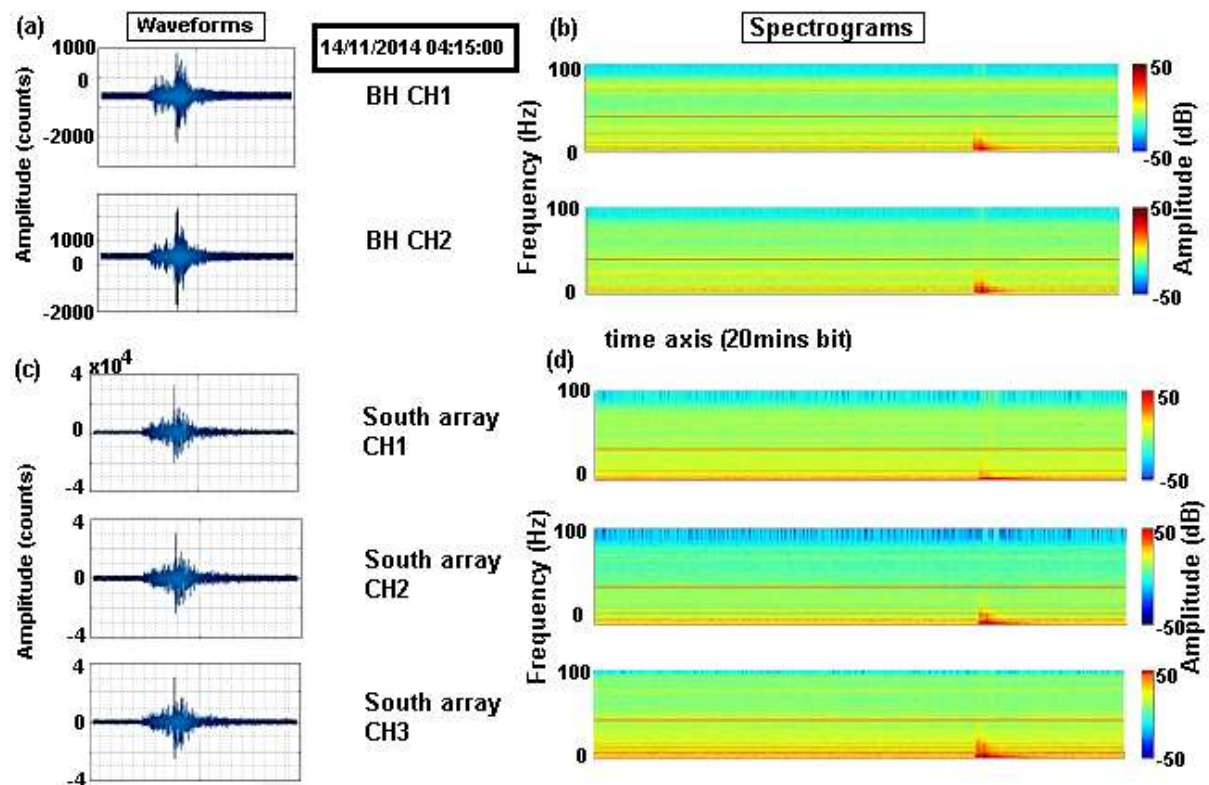 (a)
Waveforms
14/11/2014 04:15:00
(b)
Spectrograms
Amplitude (counts)
1000
0
-2000
BH CH1
Frequency (Hz)
100
0
50
-50
Amplitude (dB)
1000
0
-2000
BH CH2
100
0
50
-50
time axis (20mins bit)
(c)
x10^4
4
0
-4
Amplitude (counts)
South array
CH1
(d)
100
0
50
-50
Frequency (Hz)
Amplitude (dB)
4
0
-4
South array
CH2
100
0
50
-50
4
0
-4
South array
CH3
100
0
50
-50